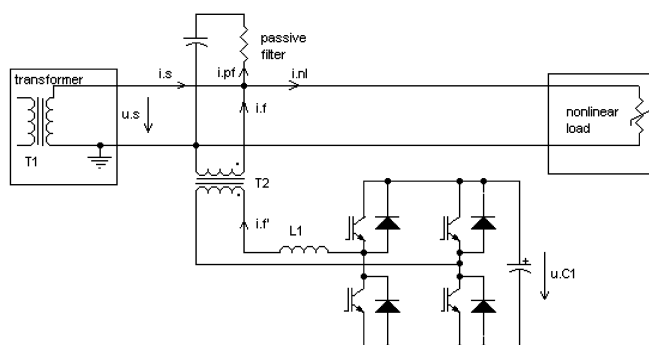 passive
filter
transformer
i.s
i.pf
i.nl
u.s
i.f
nonlinear
load
T1
T2
i.f'
L1
+
u.C1